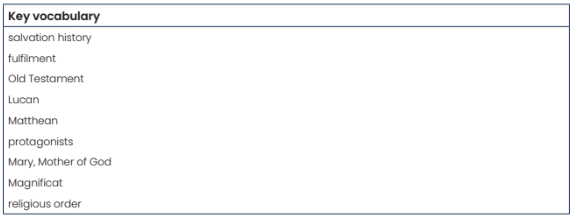 Key vocabulary
salvation history
fulfilment
Old Testament
Lucan
Matthean
protagonists
Mary, Mother of God
Magnificat
religious order